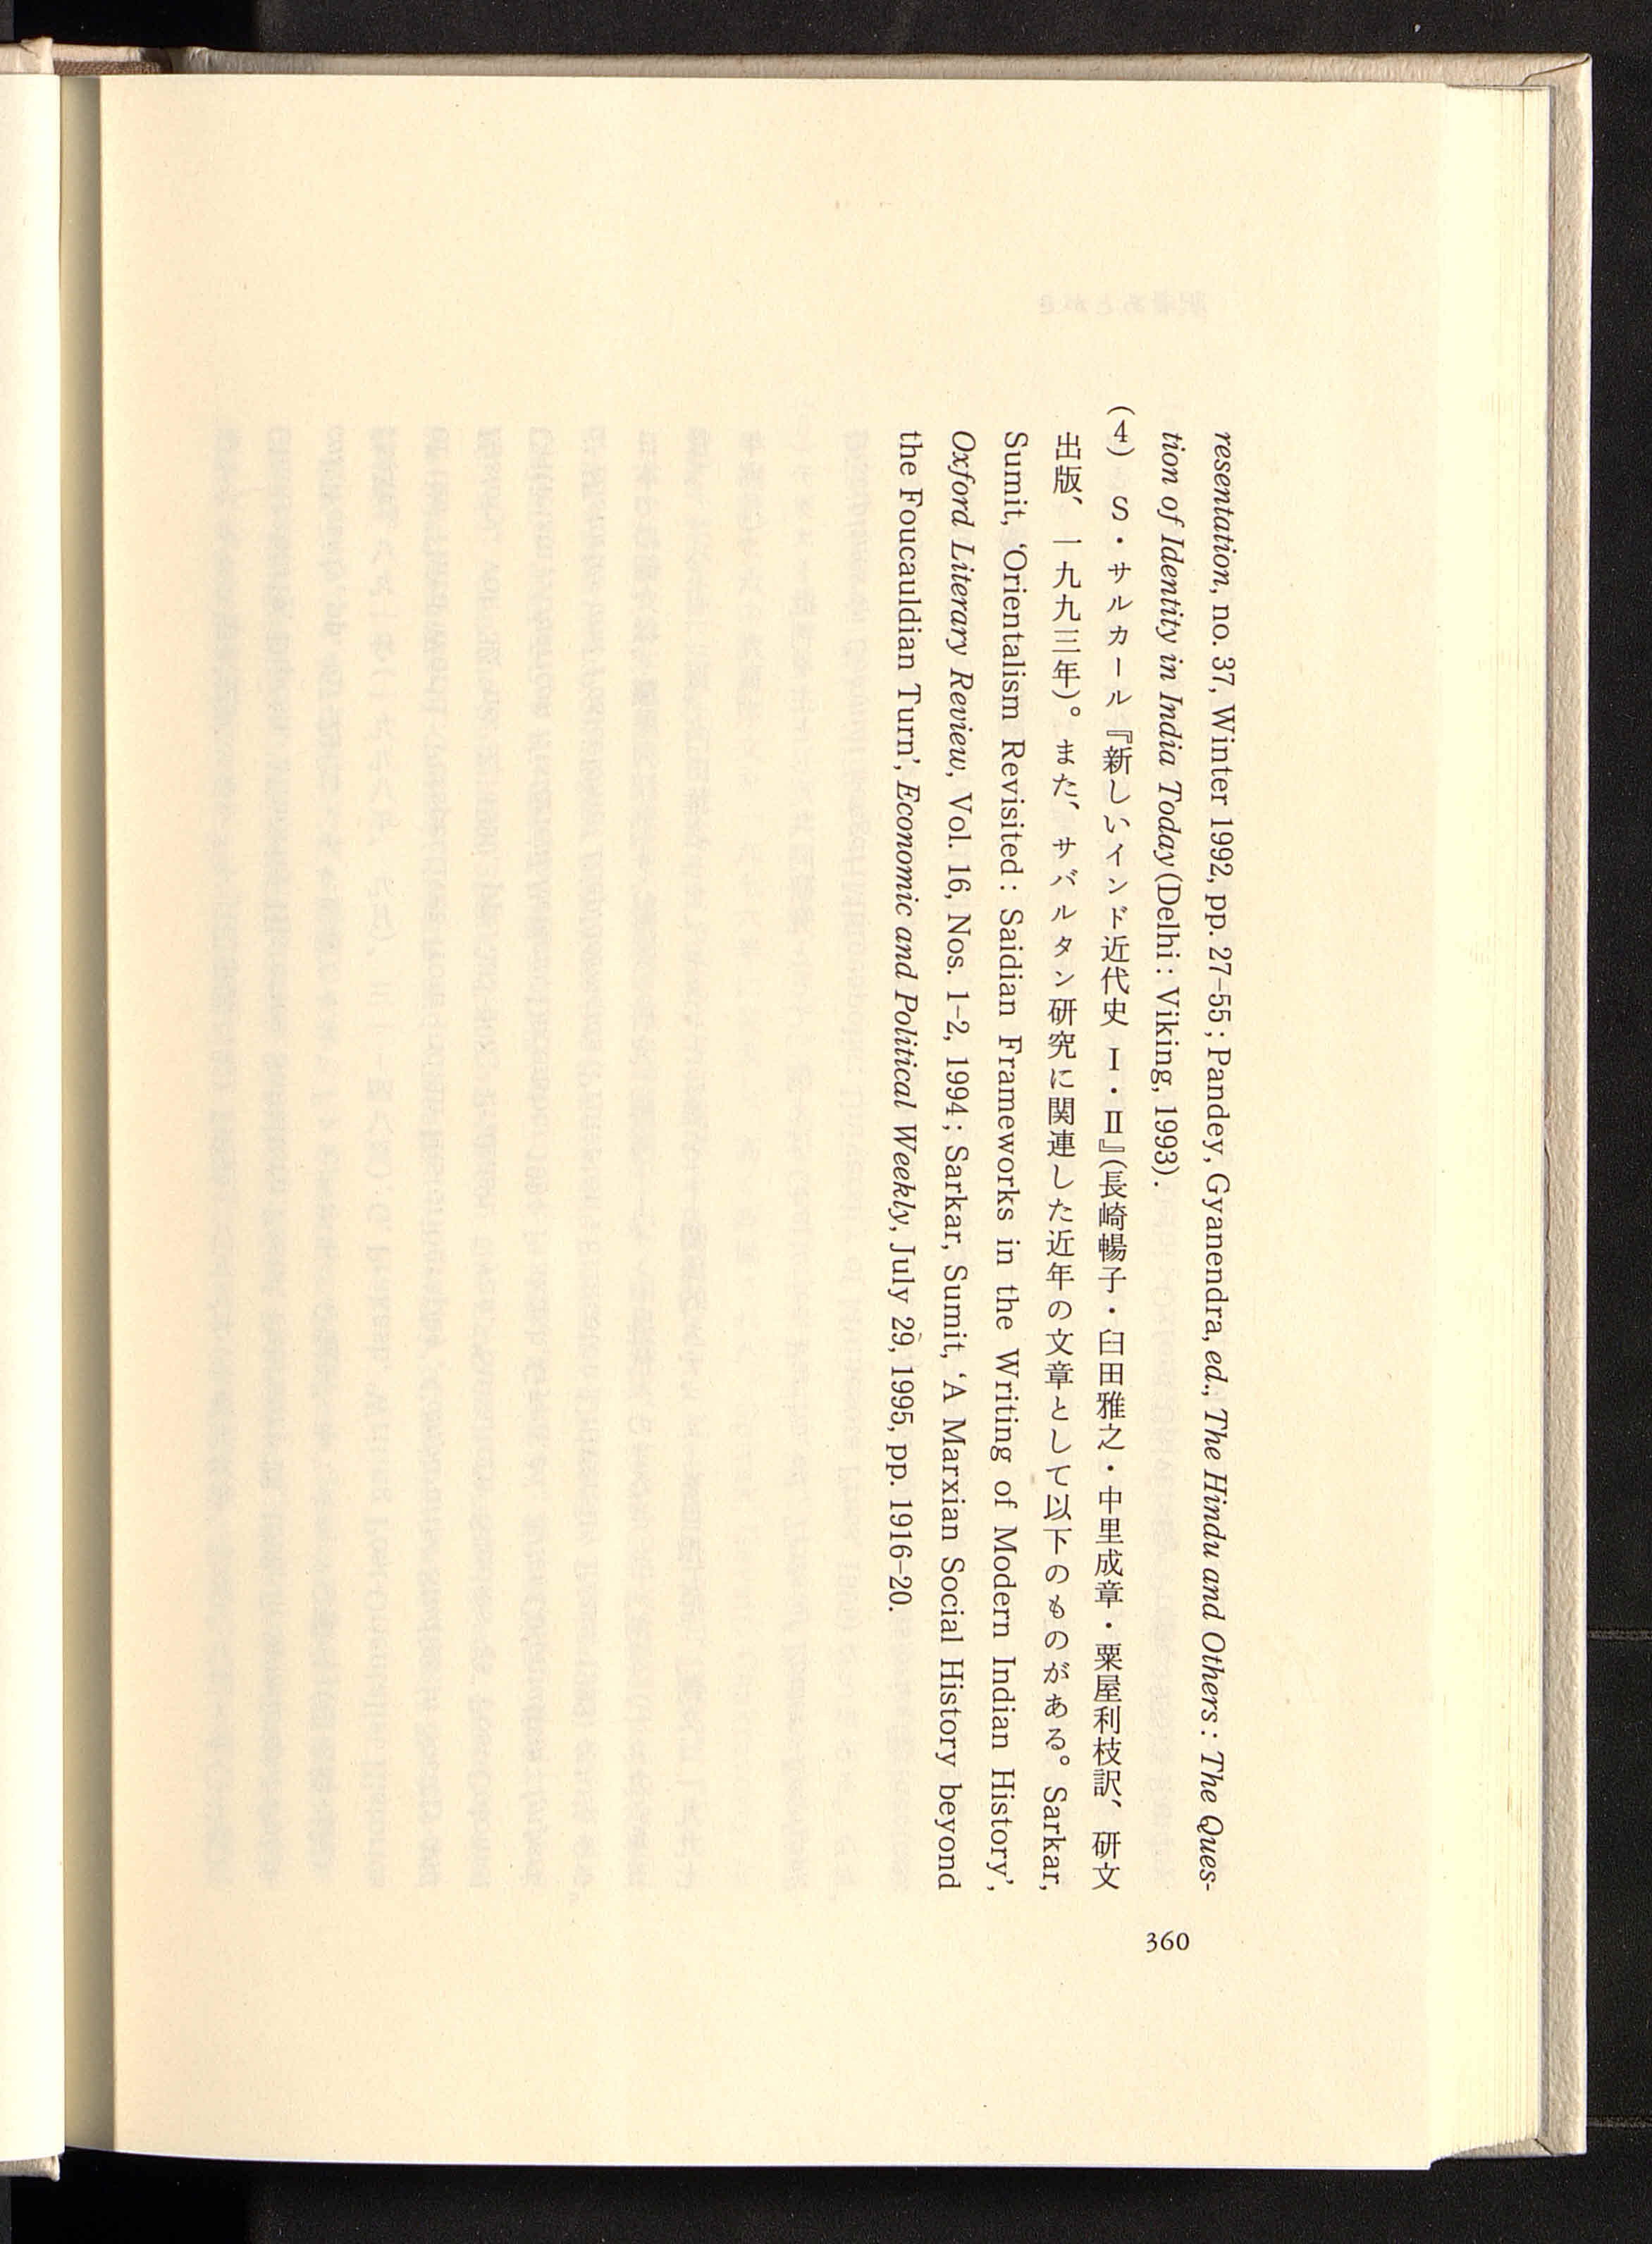 resentation, no. 37, Winter 1992, pp. 27–55; Pandey, Gyanendra, ed., The Hindu and Others: The Ques-
tion of Identity in India Today (Delhi: Viking, 1993).
(4) S・サルカール『新しいインド近代史 I・II』(長崎暢子・臼田雅之・中里成章・粟屋利枝訳、研文
出版、一九九三年)。また、サバルタン研究に関連した近年の文章として以下のものがある。Sarkar,
Sumit, ‘Orientalism Revisited: Saidian Frameworks in the Writing of Modern Indian History’,
Oxford Literary Review, Vol. 16, Nos. 1–2, 1994; Sarkar, Sumit, ‘A Marxian Social History beyond
the Foucauldian Turn’, Economic and Political Weekly, July 29, 1995, pp. 1916–20.
360